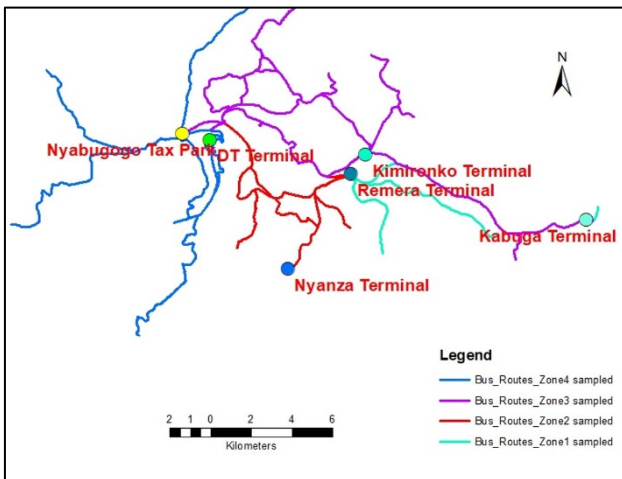 N
Nyabugogo Tax Park
DT Terminal
Kimironko Terminal
Remera Terminal
Kabuga Terminal
Nyanza Terminal
Legend
Bus_Routes_Zone4 sampled
Bus_Routes_Zone3 sampled
Bus_Routes_Zone2 sampled
Bus_Routes_Zone1 sampled
2 1 0 2 4 6
Kilometers